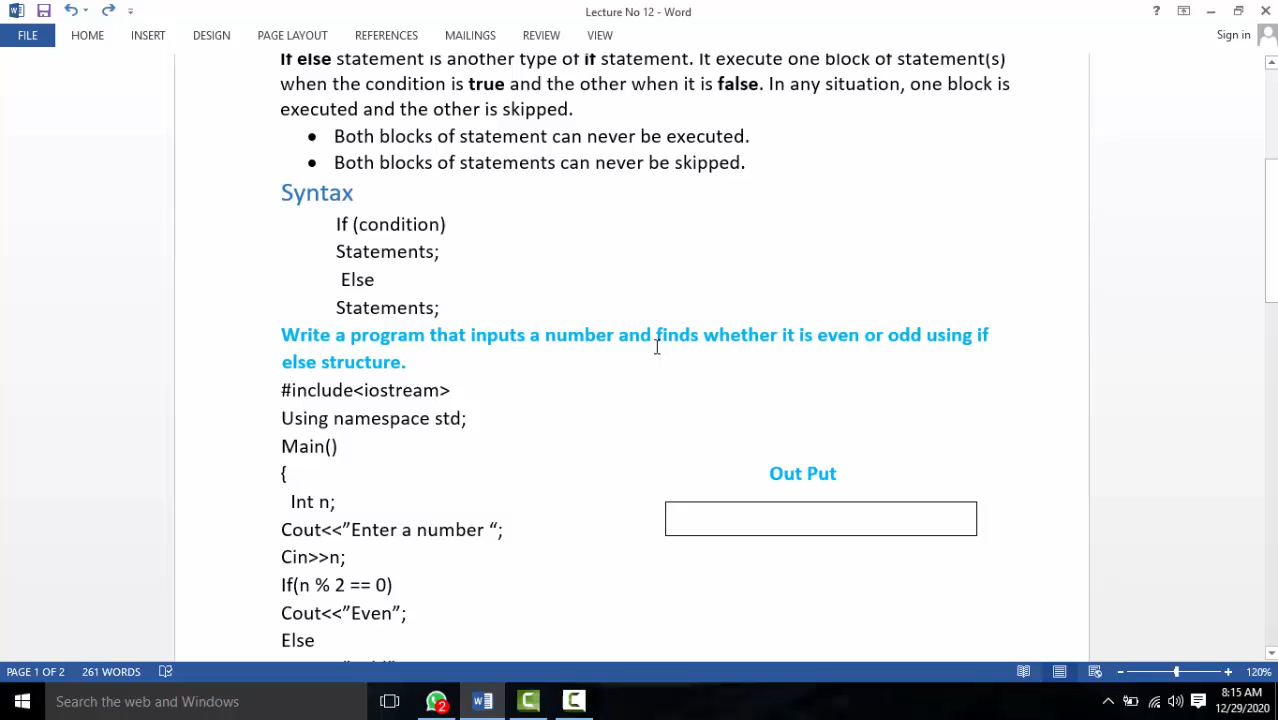 Lecture No 12 - Word
?
Sign in
FILE HOME INSERT DESIGN PAGE LAYOUT REFERENCES MAILINGS REVIEW VIEW
If else statement is another type of if statement. It execute one block of statement(s)
when the condition is true and the other when it is false. In any situation, one block is
executed and the other is skipped.
• Both blocks of statement can never be executed.
• Both blocks of statements can never be skipped.
Syntax
If (condition)
Statements;
Else
Statements;
Write a program that inputs a number and finds whether it is even or odd using if
else structure.
#include<iostream>
Using namespace std;
Main()
{
Int n;
Cout<<”Enter a number “;
Cin>>n;
If(n % 2 == 0)
Cout<<”Even”;
Else
Out Put
PAGE 1 OF 2 261 WORDS
120%
Search the web and Windows
2
8:15 AM
12/29/2020